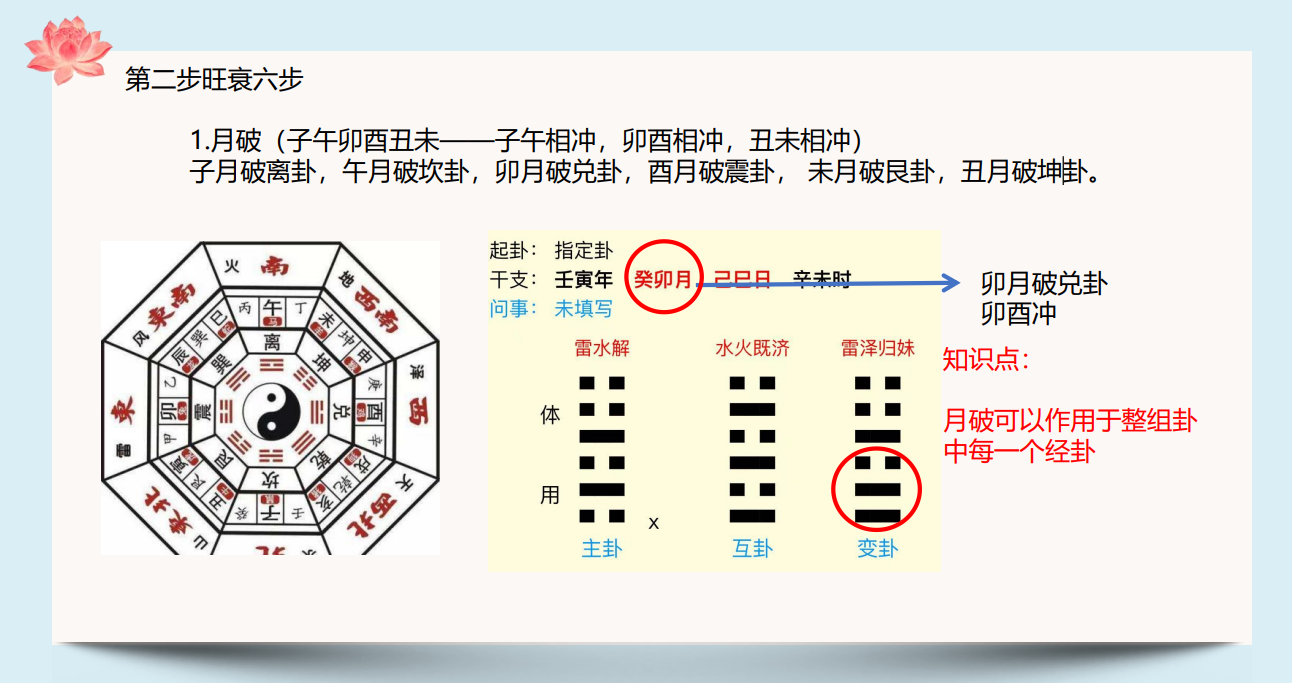 第二步旺衰六步
1.月破（子午卯酉丑未——子午相冲，卯酉相冲，丑未相冲）
子月破离卦，午月破坎卦，卯月破兑卦，酉月破震卦， 未月破艮卦，丑月破坤卦。
火 南
地 西南
泽 西
天 西北
北
山 东北
雷 東
风 東南
丙 午 丁
未 坤 申
庚 酉 辛
戌 乾 亥
壬 子 癸
丑 艮 寅
甲 卯 乙
辰 巽 巳
离
坤
兑
乾
坎
艮
震
巽
起卦： 指定卦
干支： 壬寅年 癸卯月 己巳日 辛未时
问事： 未填写
雷水解 水火既济 雷泽归妹
体
用
x
主卦 互卦 变卦
卯月破兑卦
卯酉冲
知识点：
月破可以作用于整组卦
中每一个经卦